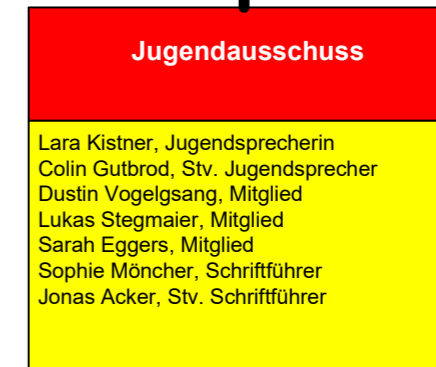 Jugendausschuss
Lara Kistner, Jugendsprecherin
Colin Gutbrod, Stv. Jugendsprecher
Dustin Vogelgsang, Mitglied
Lukas Stegmaier, Mitglied
Sarah Eggers, Mitglied
Sophie Möncher, Schriftführer
Jonas Acker, Stv. Schriftführer